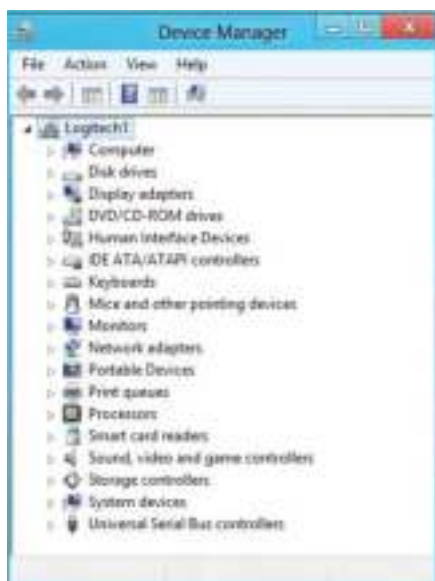 Device Manager
File Action View Help
Logitech1
Computer
Disk drives
Display adapters
DVD/CD-ROM drives
Human Interface Devices
IDE ATA/ATAPI controllers
Keyboards
Mice and other pointing devices
Monitors
Network adapters
Portable Devices
Print queues
Processors
Smart card readers
Sound, video and game controllers
Storage controllers
System devices
Universal Serial Bus controllers